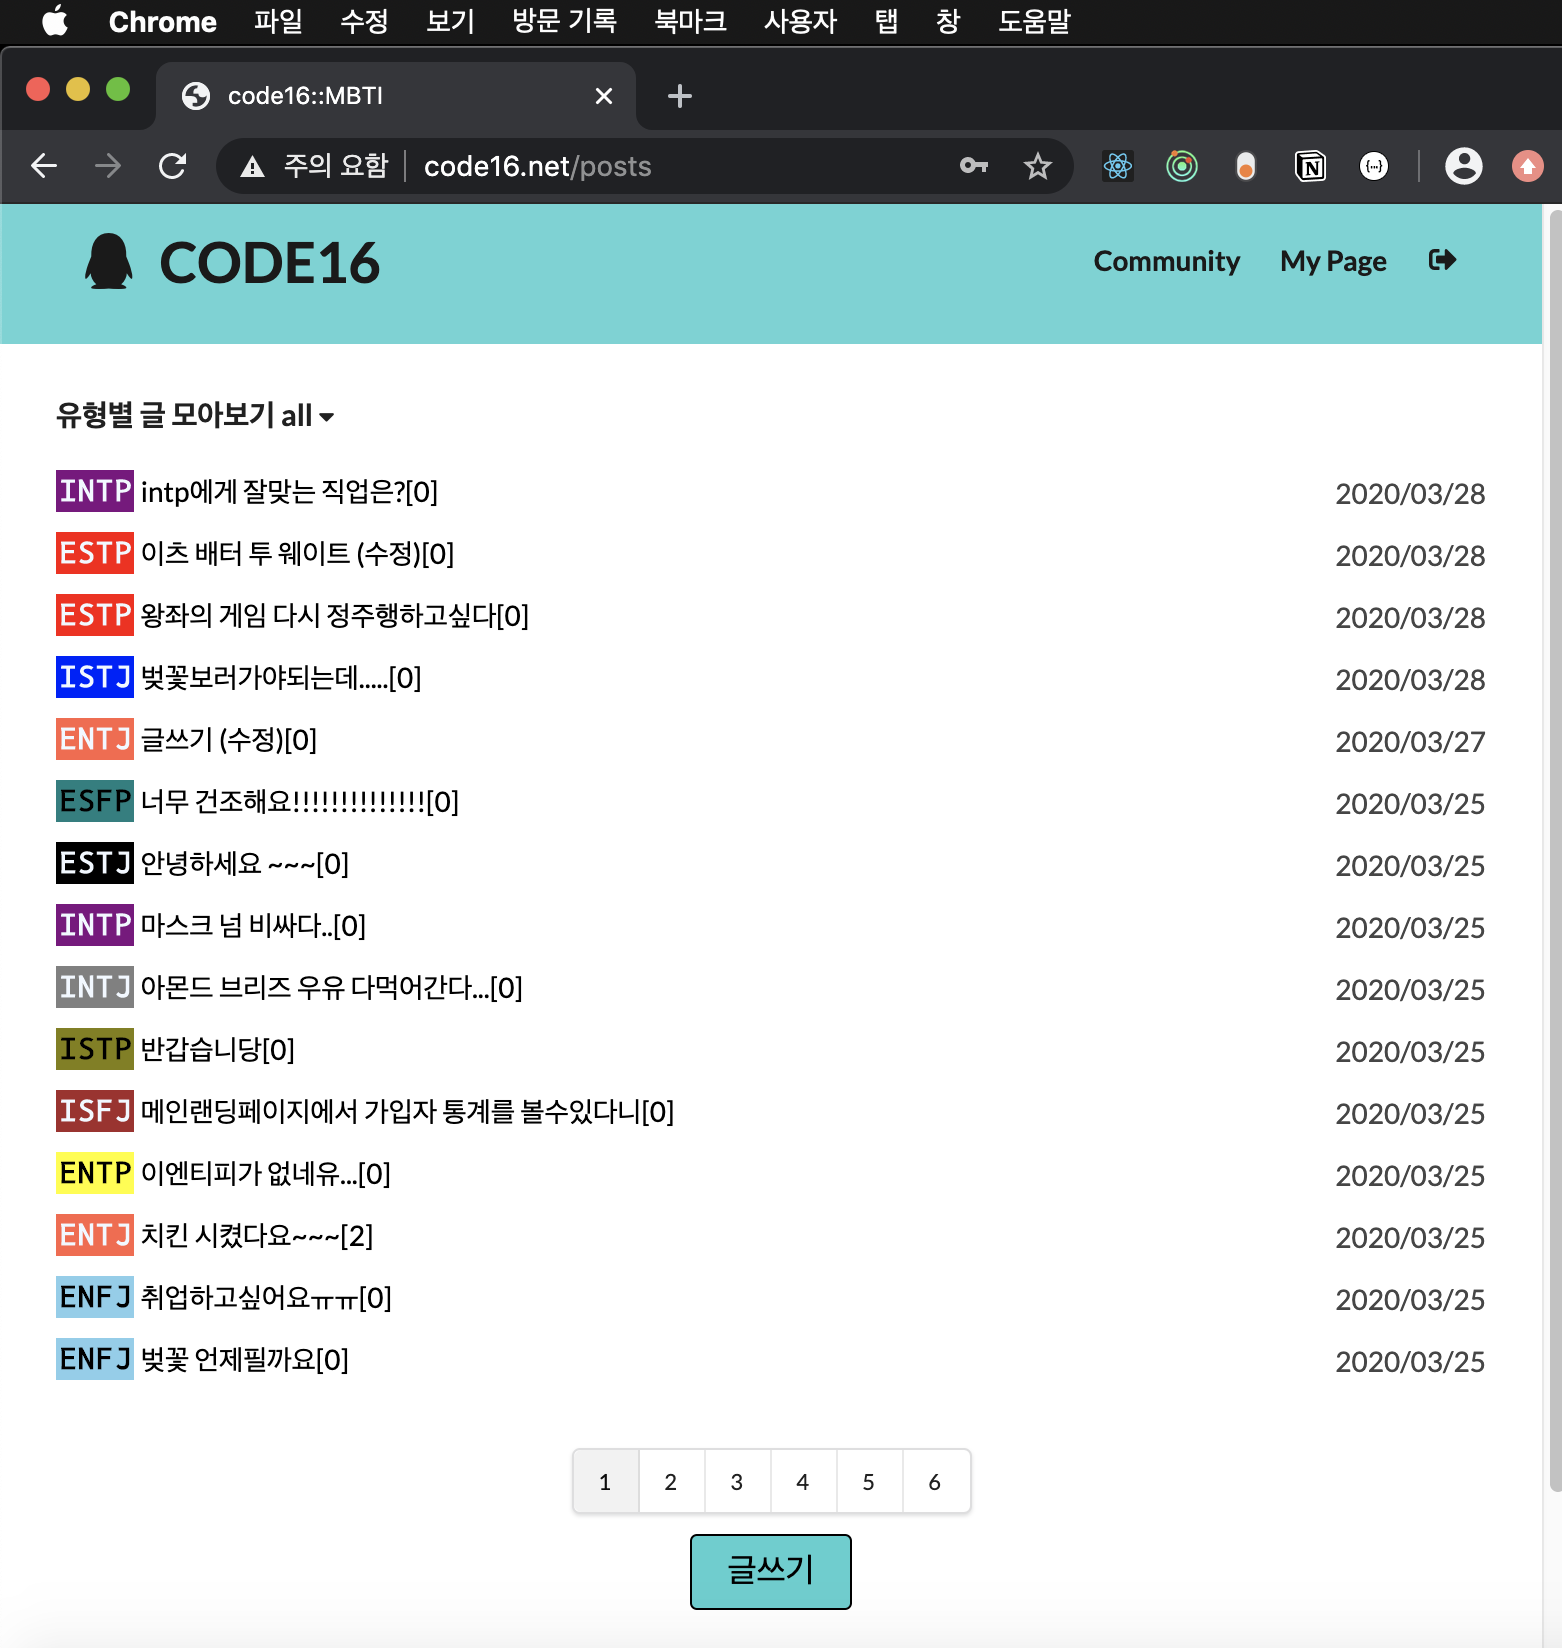 Chrome 파일 수정 보기 방문 기록 북마크 사용자 탭 창 도움말
code16::MBTI
주의 요함 code16.net/posts
CODE16 Community My Page
유형별 글 모아보기 all
INTP intp에게 잘맞는 직업은?[0] 2020/03/28
ESTP 이츠 배터 투 웨이트 (수정)[0] 2020/03/28
ESTP 왕좌의 게임 다시 정주행하고싶다[0] 2020/03/28
ISTJ 벚꽃보러가야되는데.....[0] 2020/03/28
ENTJ 글쓰기 (수정)[0] 2020/03/27
ESFP 너무 건조해요!!!!!!!!!!!!!!![0] 2020/03/25
ESTJ 안녕하세요 ~~~[0] 2020/03/25
INTP 마스크 넘 비싸다..[0] 2020/03/25
INTJ 아몬드 브리즈 우유 다먹어간다...[0] 2020/03/25
ISTP 반갑습니당[0] 2020/03/25
ISFJ 메인랜딩페이지에서 가입자 통계를 볼수있다니[0] 2020/03/25
ENTP 이엔티피가 없네유...[0] 2020/03/25
ENTJ 치킨 시켰다요~~~[2] 2020/03/25
ENFJ 취업하고싶어요ㅠㅠ[0] 2020/03/25
ENFJ 벚꽃 언제필까요[0] 2020/03/25
1 2 3 4 5 6
글쓰기